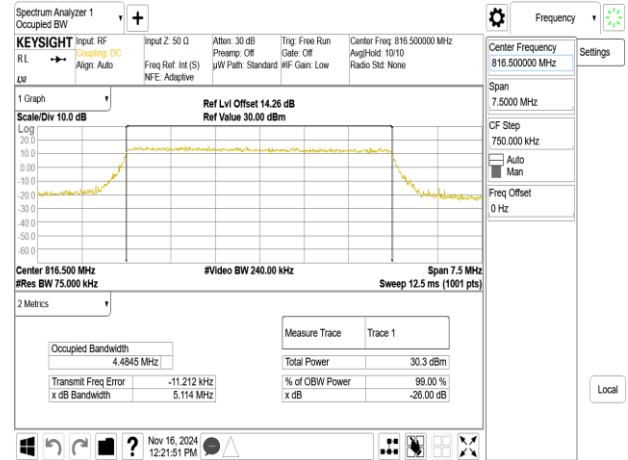 Spectrum Analyzer 1
Occupied BW
+
Frequency
KEYSIGHT
RL
LXI
Input: RF
Coupling: DC
Align: Auto
Input Z: 50 Ω
Freq Ref: Int (S)
NFE: Adaptive
Atten: 30 dB
Preamp: Off
µW Path: Standard
Trig: Free Run
Gate: Off
#IF Gain: Low
Center Freq: 816.500000 MHz
Avg|Hold: 10/10
Radio Std: None
Center Frequency
816.500000 MHz
Settings
Span
7.5000 MHz
CF Step
750.000 kHz
Auto
Man
Freq Offset
0 Hz
Local
1 Graph
Scale/Div 10.0 dB
Ref Lvl Offset 14.26 dB
Ref Value 30.00 dBm
Log
20.0
10.0
0.00
-10.0
-20.0
-30.0
-40.0
-50.0
-60.0
Center 816.500 MHz
#Video BW 240.00 kHz
Span 7.5 MHz
#Res BW 75.000 kHz
Sweep 12.5 ms (1001 pts)
2 Metrics
Occupied Bandwidth
4.4845 MHz
Transmit Freq Error -11.212 kHz
x dB Bandwidth 5.114 MHz
Measure Trace Trace 1
Total Power 30.3 dBm
% of OBW Power 99.00 %
x dB -26.00 dB
?
Nov 16, 2024
12:21:51 PM